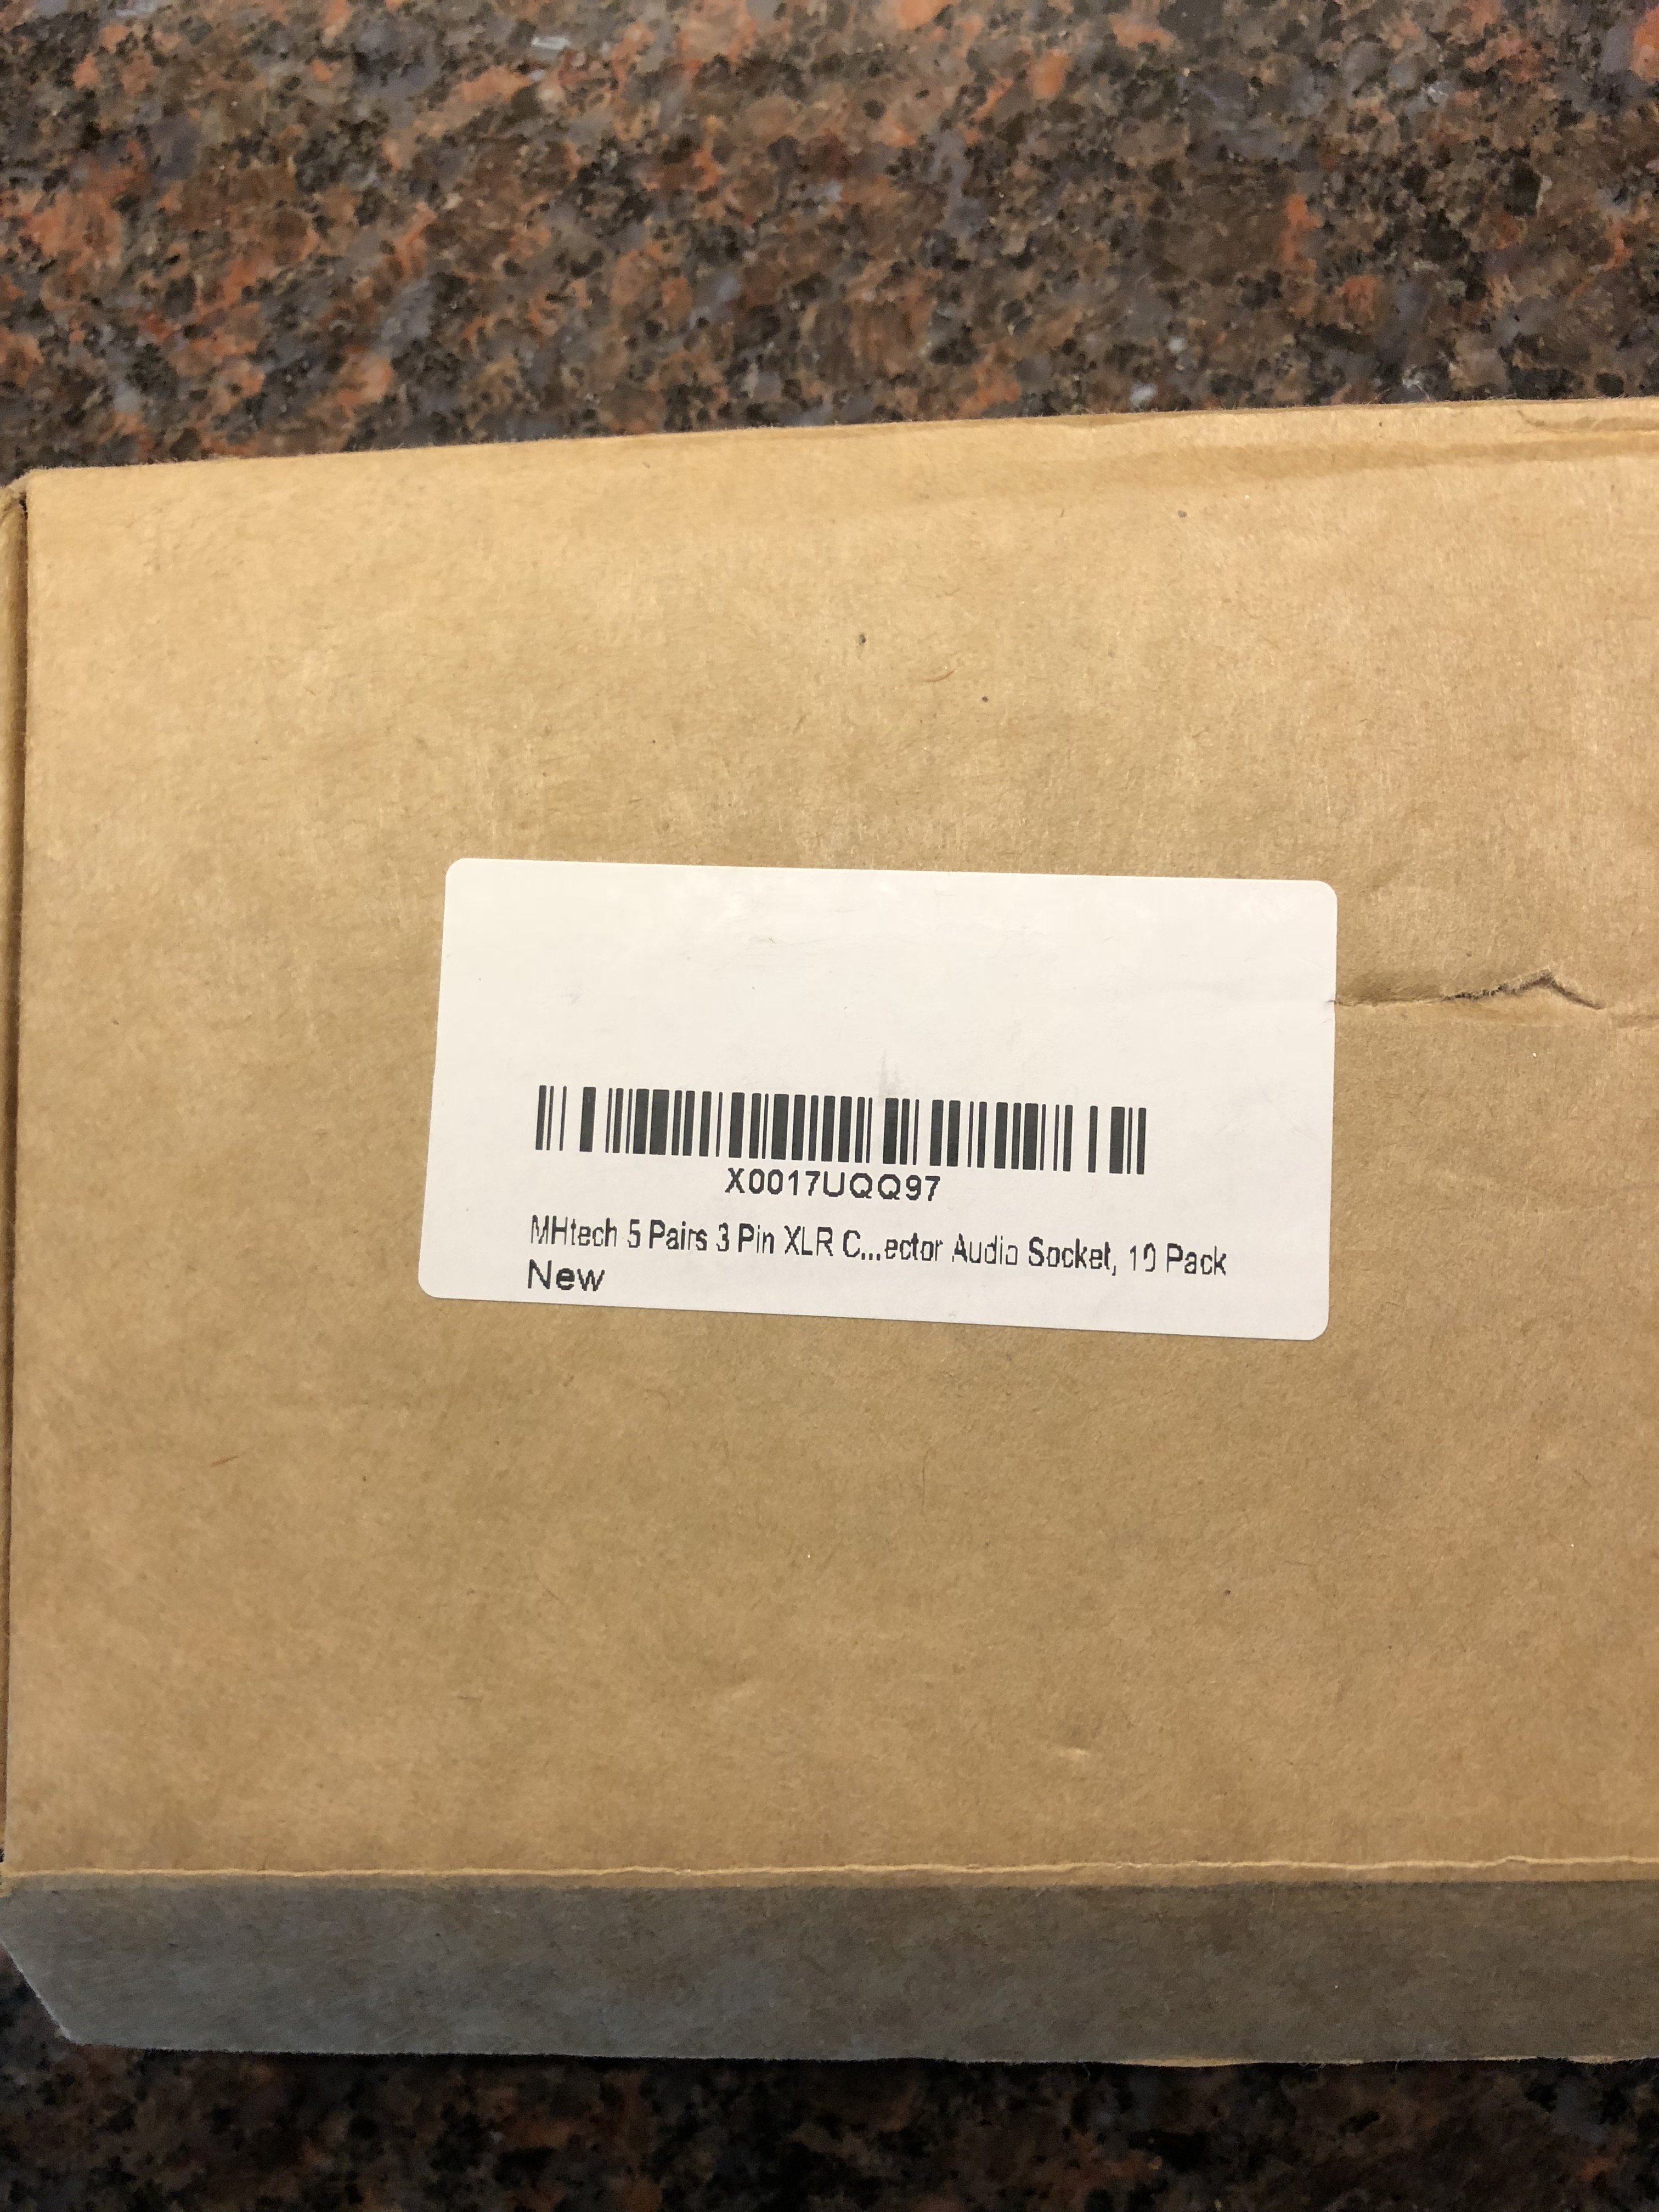 X0017UQQ97
MHtech 5 Pairs 3 Pin XLR C...ector Audio Socket, 10 Pack
New